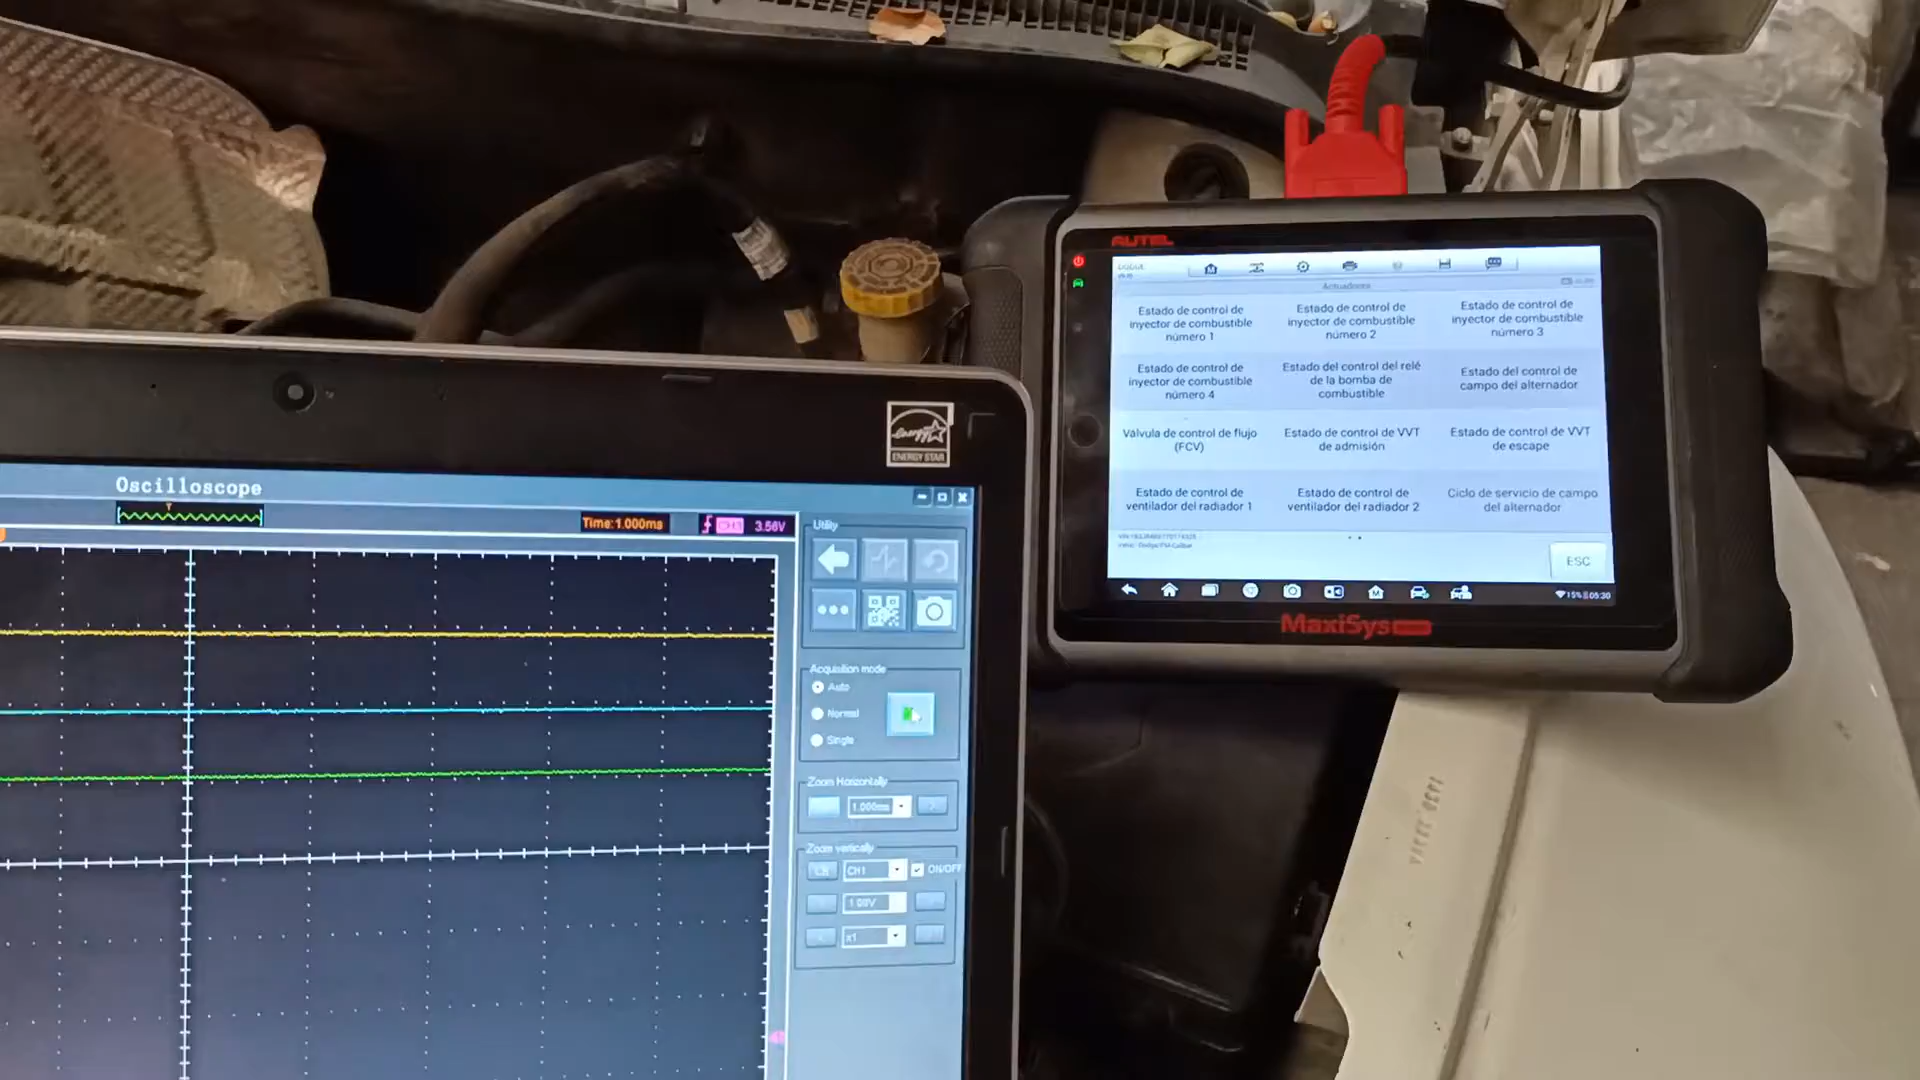 AUTEL
Actuadores
Estado de control de
inyector de combustible
número 1
Estado de control de
inyector de combustible
número 2
Estado de control de
inyector de combustible
número 3
Estado de control de
inyector de combustible
número 4
Estado del control del relé
de la bomba de
combustible
Estado del control de
campo del alternador
Válvula de control de flujo
(FCV)
Estado de control de VVT
de admisión
Estado de control de VVT
de escape
Estado de control de
ventilador del radiador 1
Estado de control de
ventilador del radiador 2
Ciclo de servicio de campo
del alternador
ESC
15% 05:30
MaxiSys
energy
ENERGY STAR
Oscilloscope
Time:1.000ms
CH3 3.56V
Utility
Acquisition mode
Auto
Normal
Single
Zoom Horizontally
1.000ms
Zoom vertically
CH1
ON/OFF
1.00V
x1